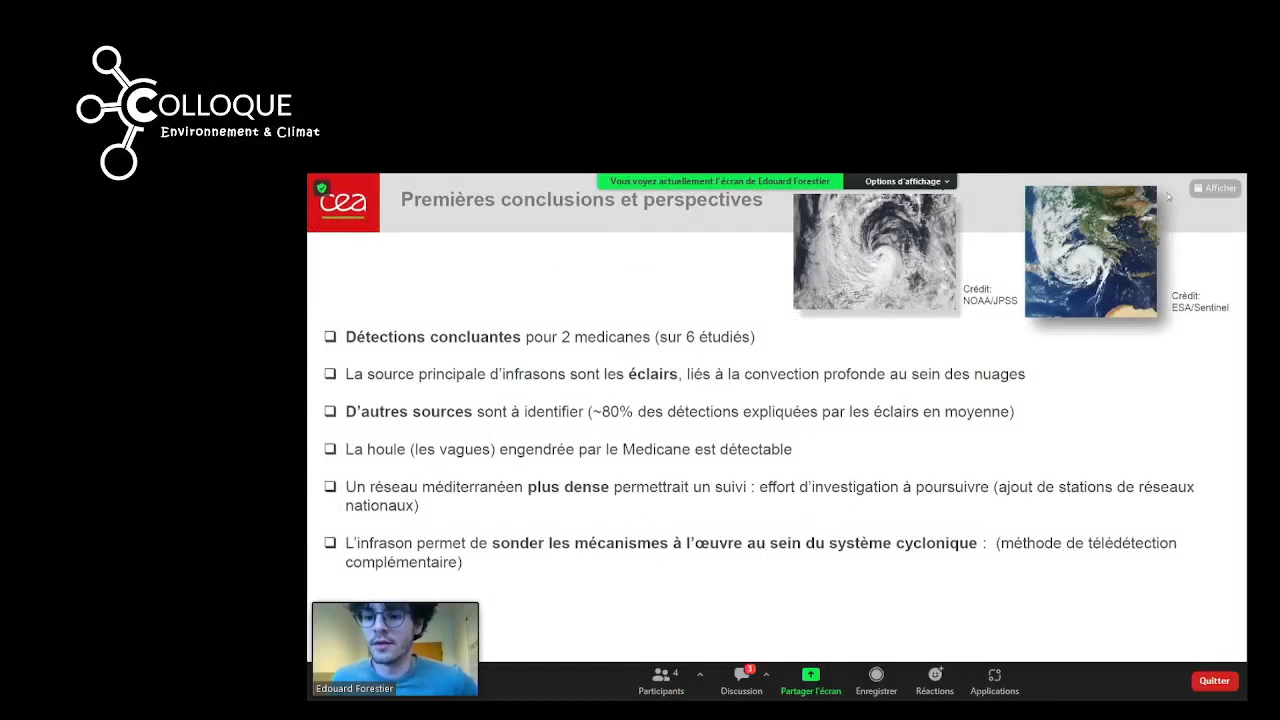 COLLOQUE
Environnement & Climat
cea
Premières conclusions et perspectives
Vous voyez actuellement l'écran de Edouard Forestier
Options d'affichage
Afficher
Crédit:
NOAA/JPSS
Crédit:
ESA/Sentinel
❑ Détections concluantes pour 2 medicanes (sur 6 étudiés)
❑ La source principale d'infrasons sont les éclairs, liés à la convection profonde au sein des nuages
❑ D'autres sources sont à identifier (~80% des détections expliquées par les éclairs en moyenne)
❑ La houle (les vagues) engendrée par le Medicane est détectable
❑ Un réseau méditerranéen plus dense permettrait un suivi : effort d'investigation à poursuivre (ajout de stations de réseaux
nationaux)
❑ L'infrason permet de sonder les mécanismes à l'œuvre au sein du système cyclonique : (méthode de télédétection
complémentaire)
Edouard Forestier
4
3
Participants
Discussion
Partager l'écran
Enregistrer
Réactions
Applications
Quitter